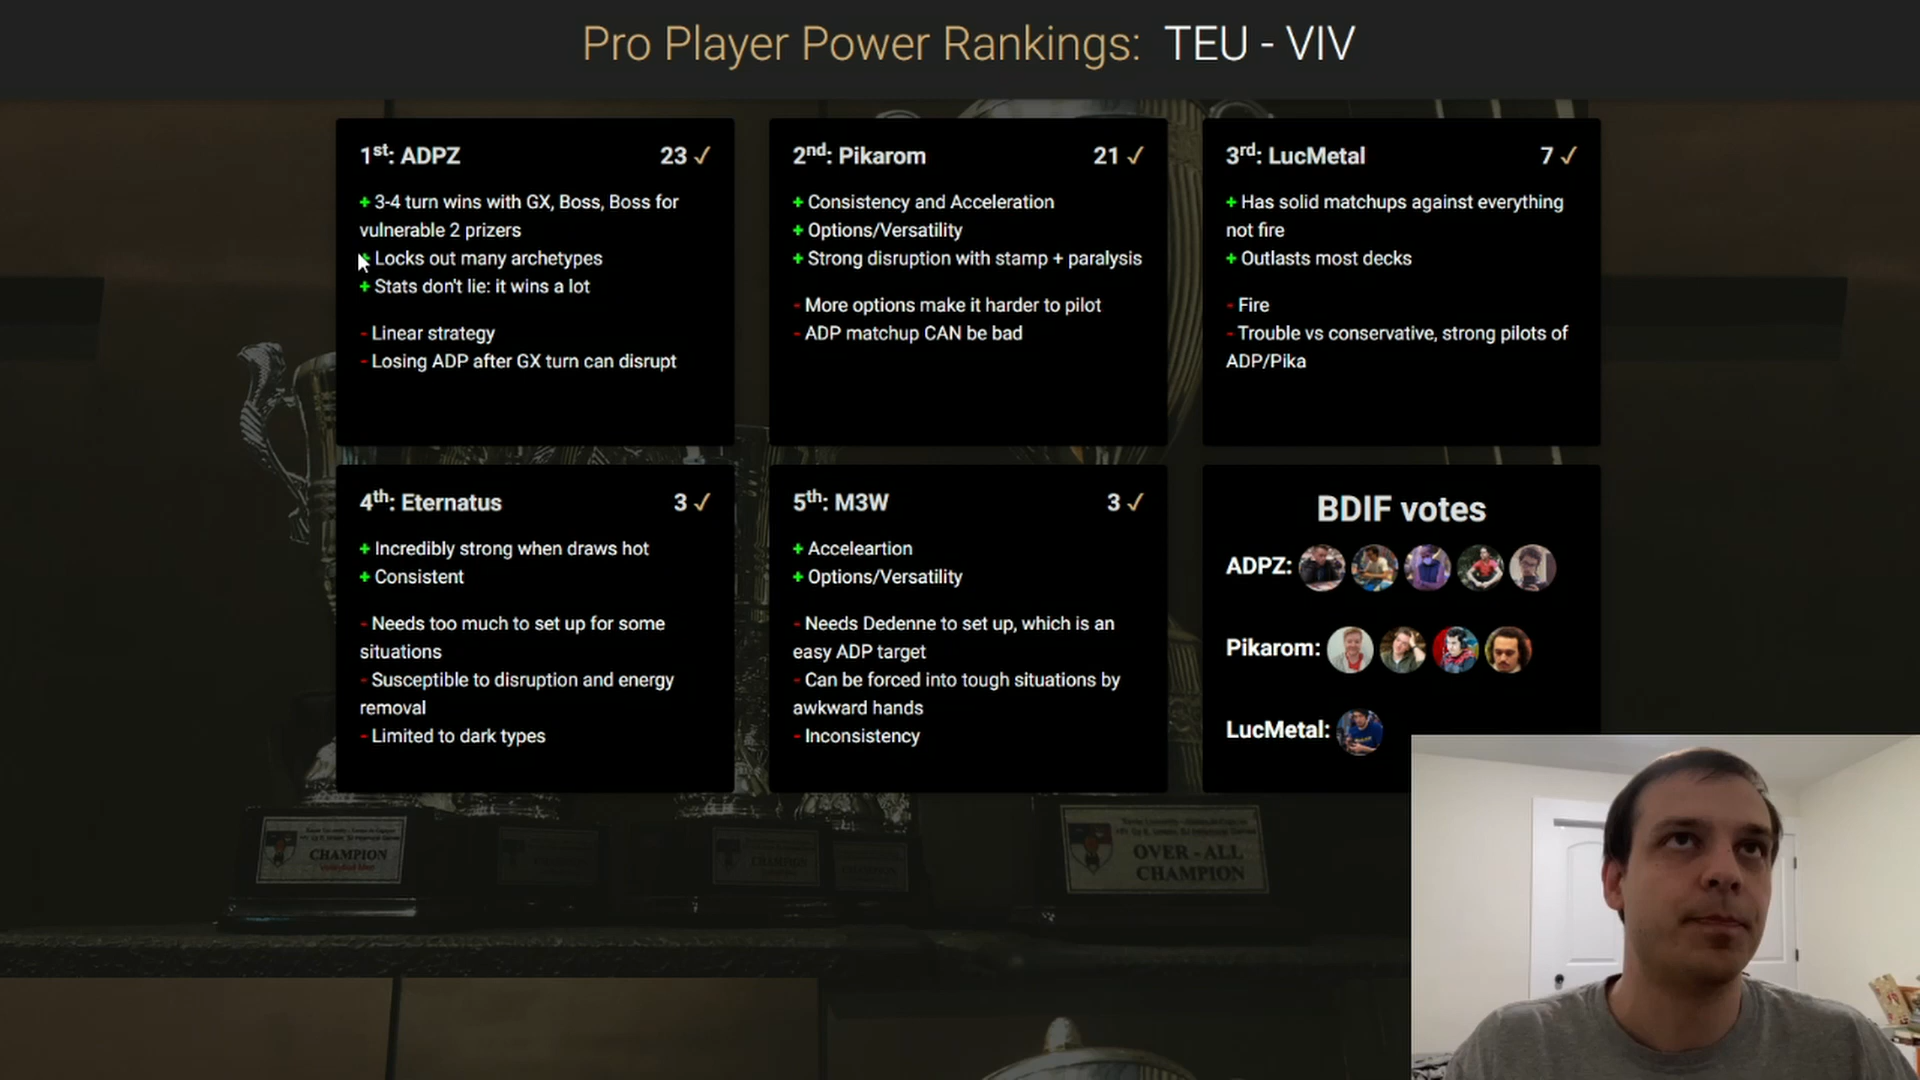 Pro Player Power Rankings: TEU - VIV
1st: ADPZ 23 ✓
+ 3-4 turn wins with GX, Boss, Boss for
vulnerable 2 prizers
+ Locks out many archetypes
+ Stats don't lie: it wins a lot
- Linear strategy
- Losing ADP after GX turn can disrupt
2nd: Pikarom 21 ✓
+ Consistency and Acceleration
+ Options/Versatility
+ Strong disruption with stamp + paralysis
- More options make it harder to pilot
- ADP matchup CAN be bad
3rd: LucMetal 7 ✓
+ Has solid matchups against everything
not fire
+ Outlasts most decks
- Fire
- Trouble vs conservative, strong pilots of
ADP/Pika
4th: Eternatus 3 ✓
+ Incredibly strong when draws hot
+ Consistent
- Needs too much to set up for some
situations
- Susceptible to disruption and energy
removal
- Limited to dark types
5th: M3W 3 ✓
+ Acceleartion
+ Options/Versatility
- Needs Dedenne to set up, which is an
easy ADP target
- Can be forced into tough situations by
awkward hands
- Inconsistency
BDIF votes
ADPZ:
Pikarom:
LucMetal:
CHAMPION
CHAMPION
OVER - ALL
CHAMPION